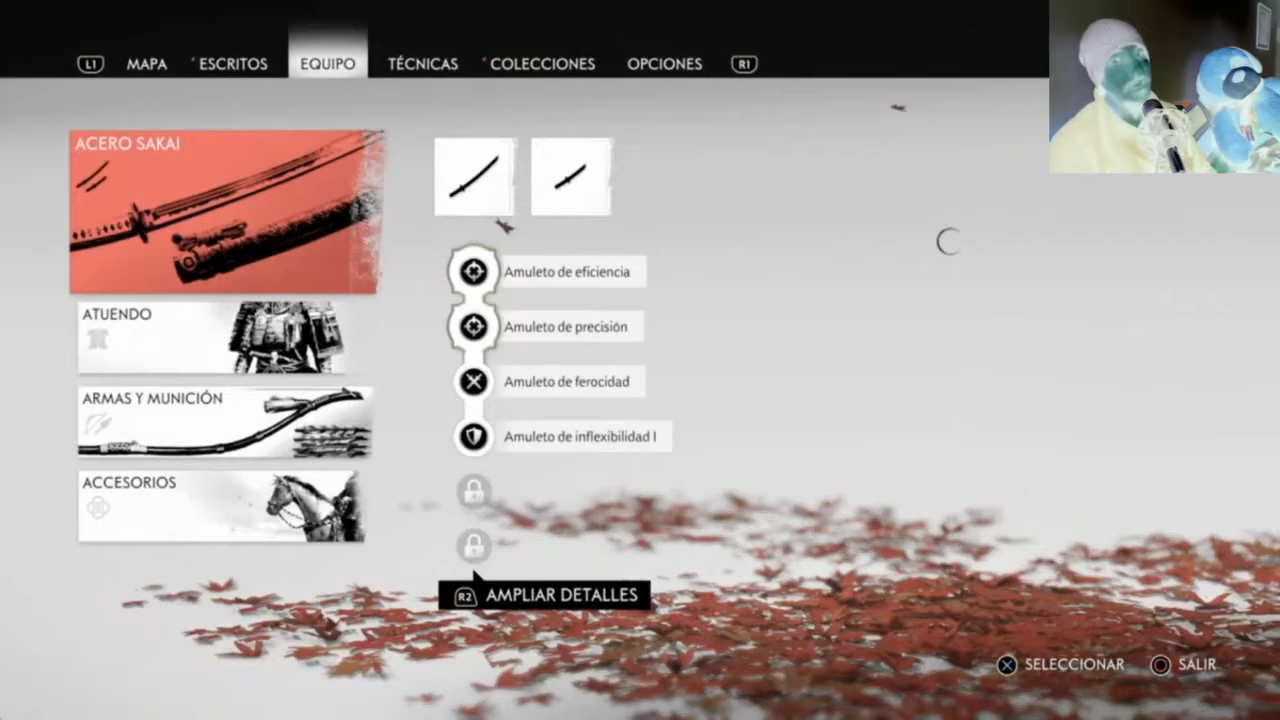 L1 MAPA ESCRITOS EQUIPO TÉCNICAS COLECCIONES OPCIONES R1
ACERO SAKAI
ATUENDO
ARMAS Y MUNICIÓN
ACCESORIOS
Amuleto de eficiencia
Amuleto de precisión
Amuleto de ferocidad
Amuleto de inflexibilidad I
R2 AMPLIAR DETALLES
SELECCIONAR SALIR